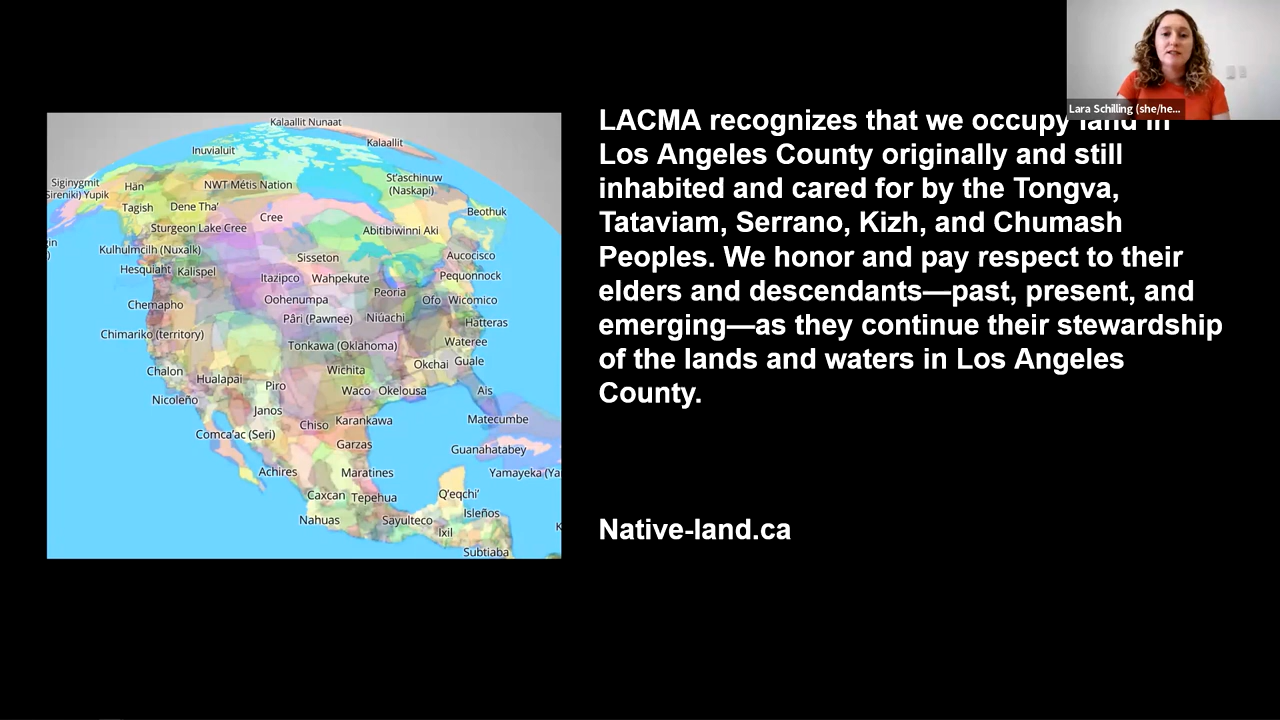 Lara Schilling (she/he...
LACMA recognizes that we occupy land in
Los Angeles County originally and still
inhabited and cared for by the Tongva,
Tataviam, Serrano, Kizh, and Chumash
Peoples. We honor and pay respect to their
elders and descendants—past, present, and
emerging—as they continue their stewardship
of the lands and waters in Los Angeles
County.
Native-land.ca
Kalaallit Nunaat
Kalaallit
Inuvialuit
St'aschinuw
(Naskapi)
Siginygmit
Sireniki) Yupik
Hän
NWT Métis Nation
Tagish
Dene Tha'
Cree
Beothuk
Sturgeon Lake Cree
Abitibiwinni Aki
Kulhulmcilh (Nuxalk)
Sisseton
Aucocisco
Hesquiaht
Kalispel
Itazipco
Wahpekute
Pequonnock
Peoria
Chemapho
Oohenumpa
Ofo
Wicomico
Pâri (Pawnee)
Niúachi
Hatteras
Chimariko (territory)
Tonkawa (Oklahoma)
Wateree
Chalon
Hualapai
Piro
Wichita
Okchai
Guale
Nicoleño
Waco
Okelousa
Ais
Janos
Chiso
Karankawa
Matecumbe
Comca'ac (Seri)
Garzas
Guanahatabey
Achires
Maratines
Yamayeka (Ya
Caxcan
Tepehua
Q'eqchi'
Nahuas
Sayulteco
Isleños
Ixil
Subtiaba